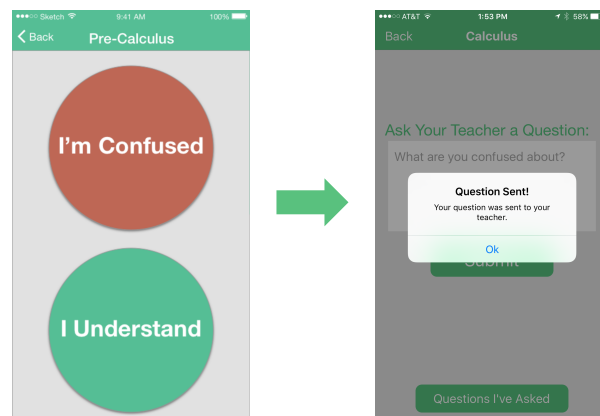 Sketch 9:41 AM 100%
Back Pre-Calculus
I'm Confused
I Understand
AT&T 1:53 PM 58%
Back Calculus
Ask Your Teacher a Question:
What are you confused about?
Question Sent!
Your question was sent to your
teacher.
Ok
Submit
Questions I've Asked